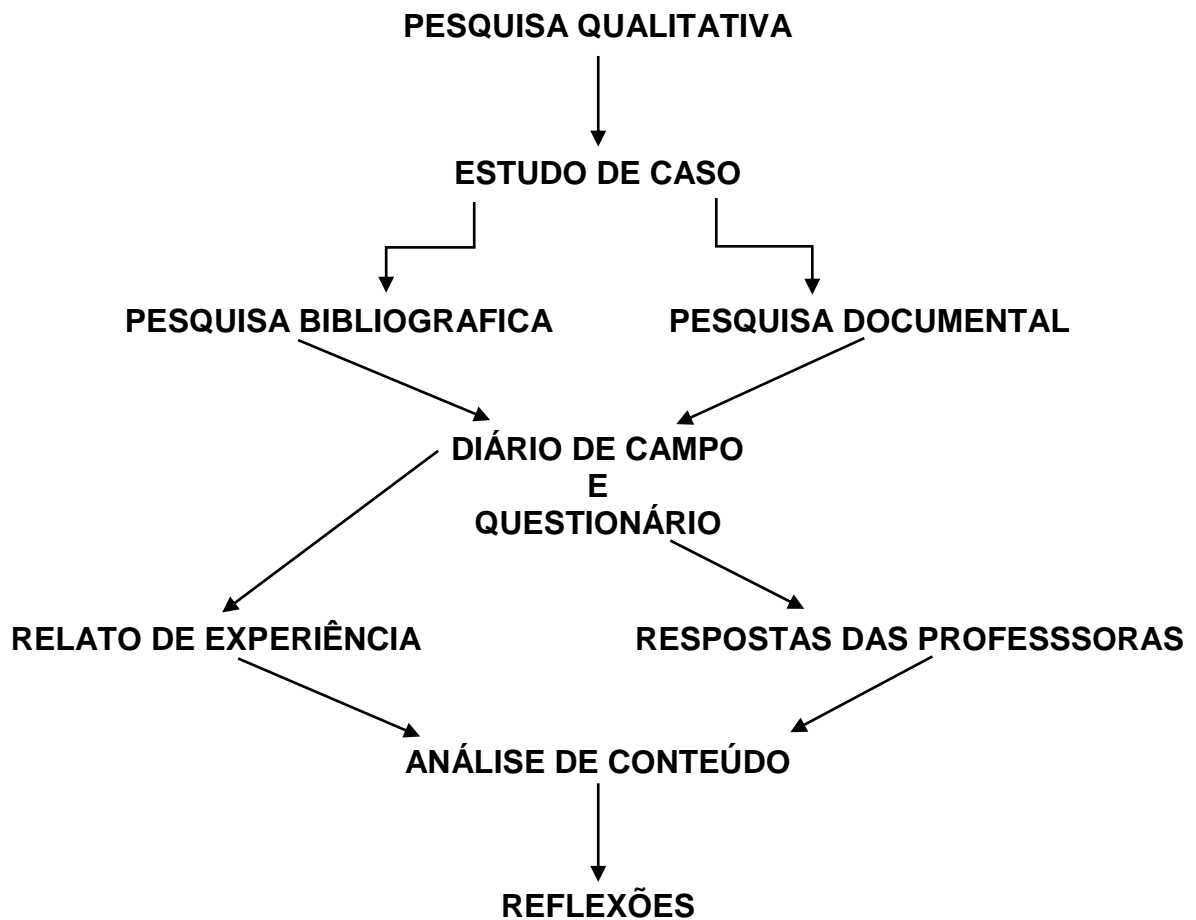 PESQUISA QUALITATIVA
ESTUDO DE CASO
PESQUISA BIBLIOGRAFICA
PESQUISA DOCUMENTAL
DIÁRIO DE CAMPO
E
QUESTIONÁRIO
RELATO DE EXPERIÊNCIA
RESPOSTAS DAS PROFESSSORAS
ANÁLISE DE CONTEÚDO
REFLEXÕES